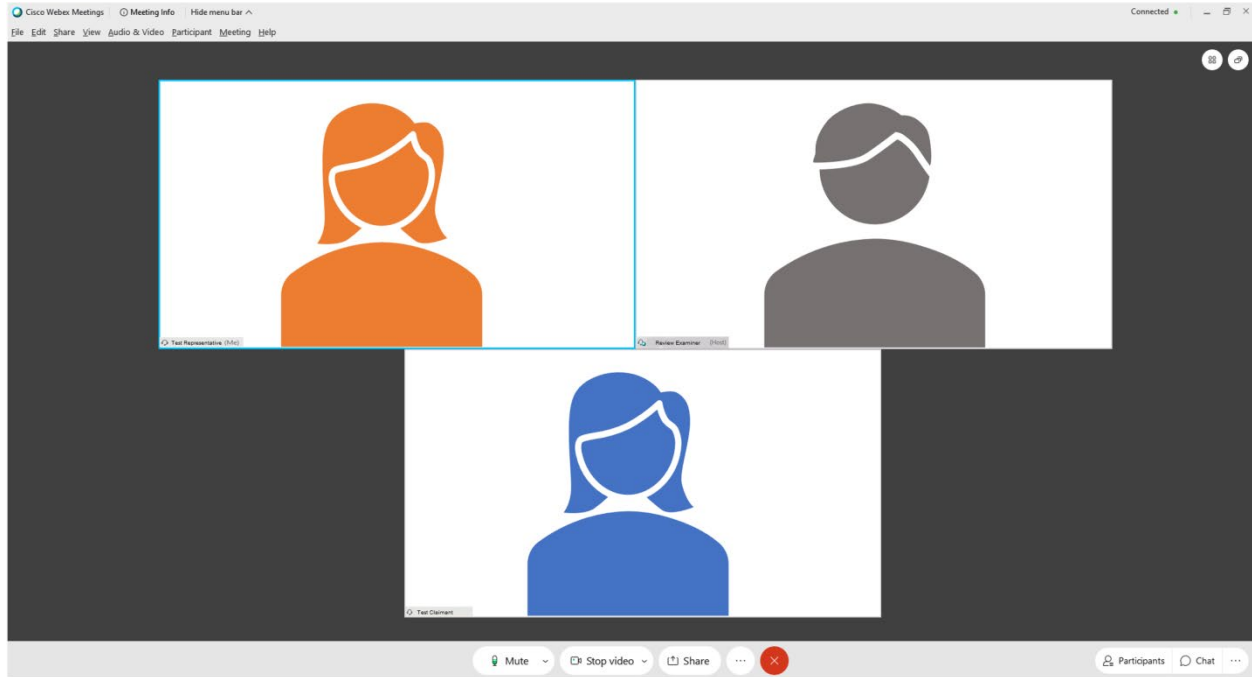 Cisco Webex Meetings Meeting Info Hide menu bar Connected
File Edit Share View Audio & Video Participant Meeting Help
Test Representative (Me) Review Examiner (Host)
Test Claimant
Mute Stop video Share Participants Chat